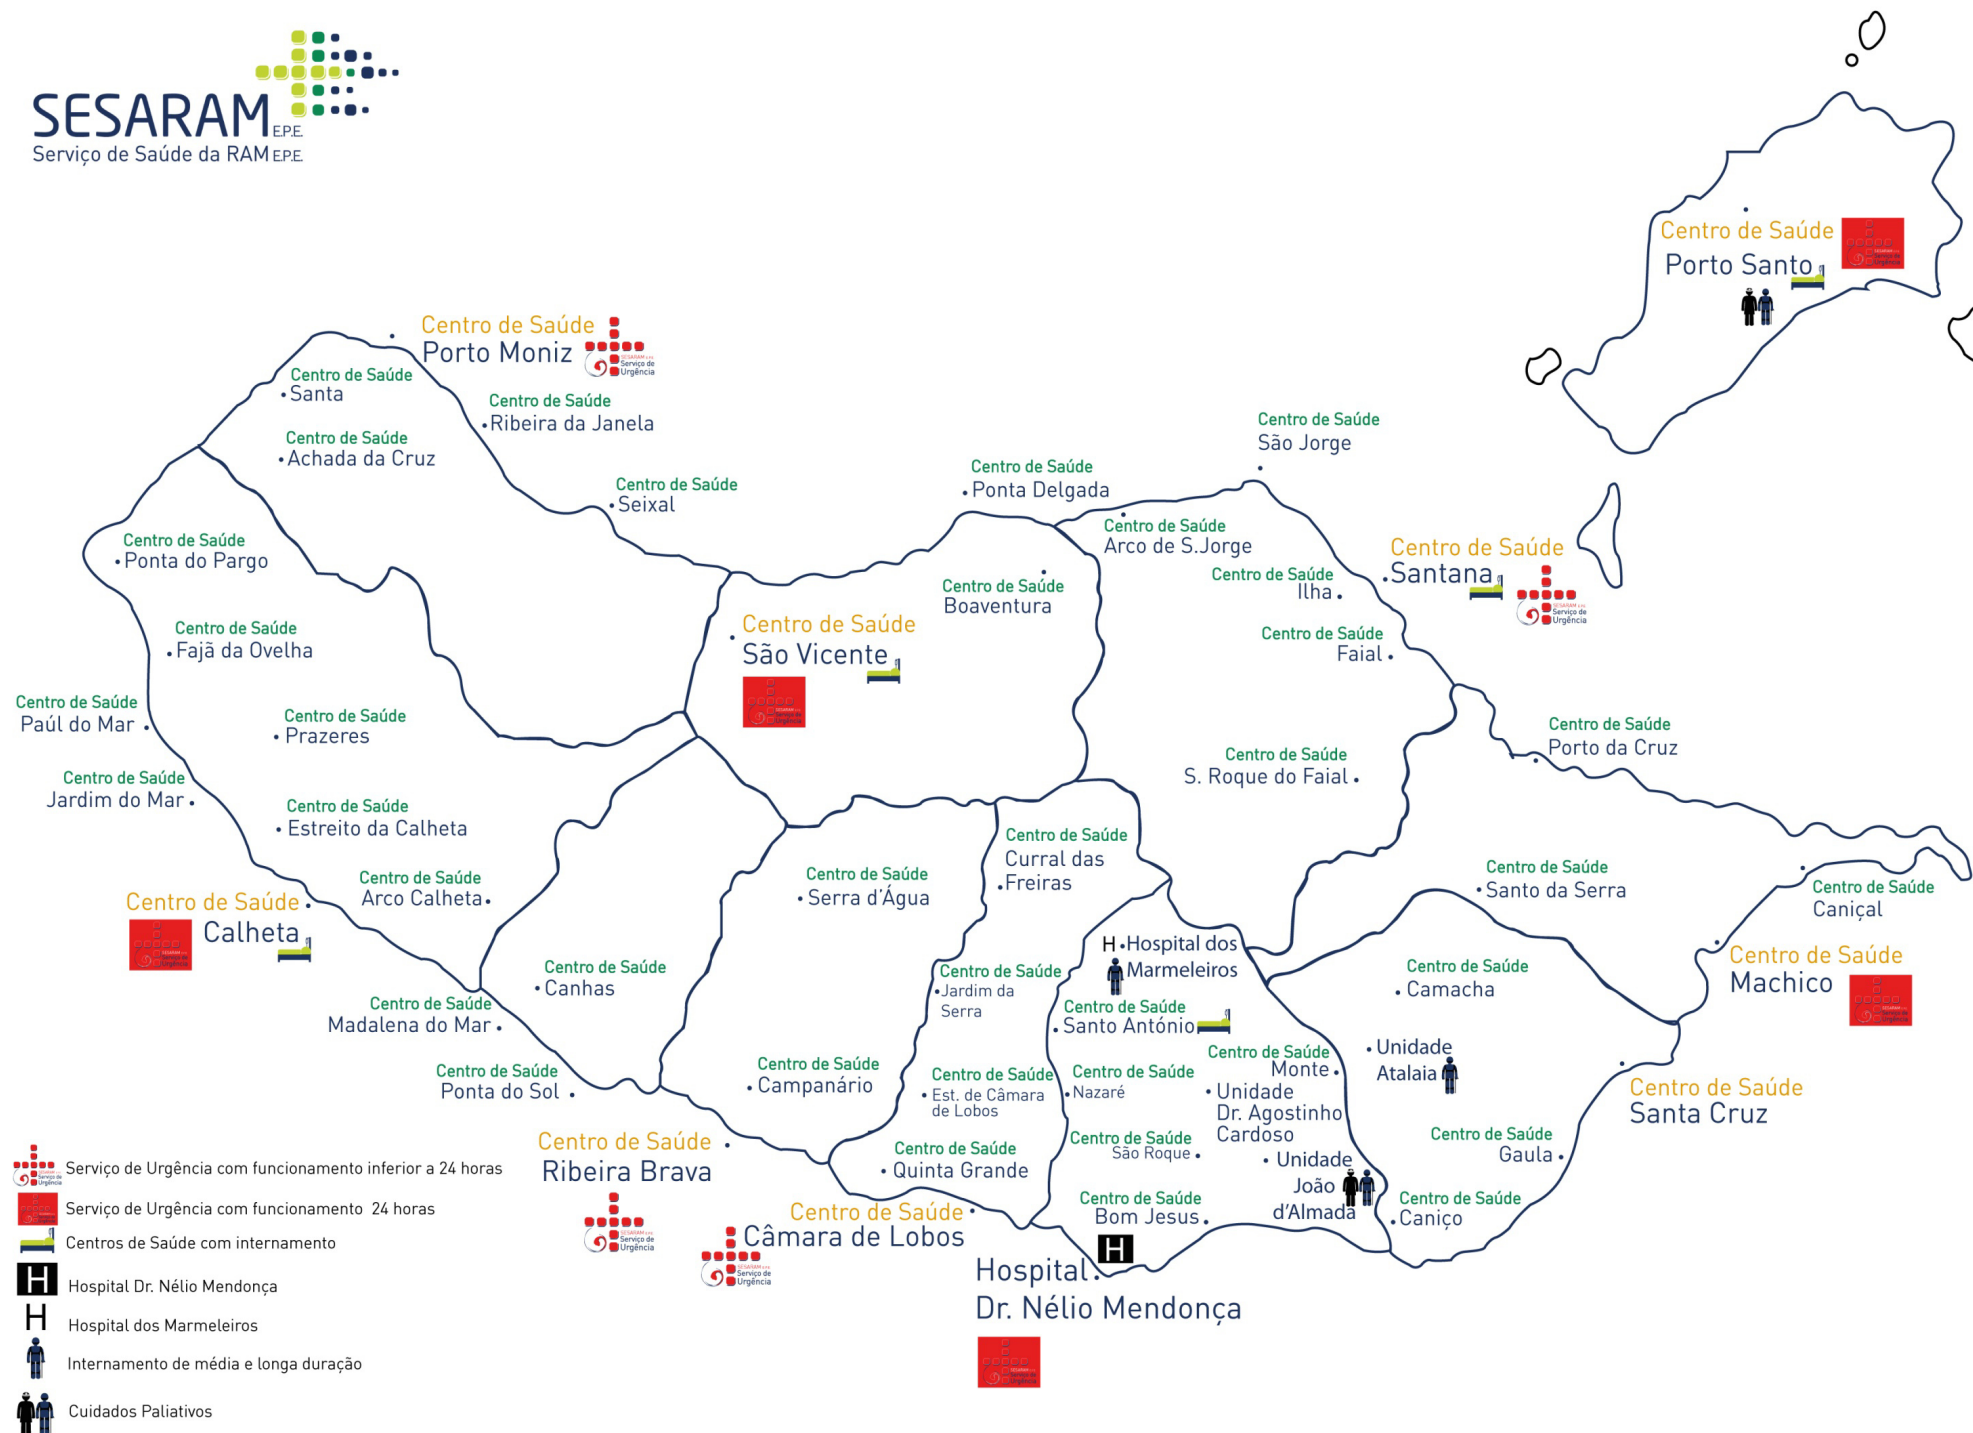 SESARAM E.P.E.
Serviço de Saúde da RAM E.P.E.
Centro de Saúde
Porto Santo
Centro de Saúde
Porto Moniz
Serviço de
Urgência
Centro de Saúde
Santa
Centro de Saúde
Ribeira da Janela
Centro de Saúde
Achada da Cruz
Centro de Saúde
Seixal
Centro de Saúde
Ponta Delgada
Centro de Saúde
São Jorge
Centro de Saúde
Arco de S.Jorge
Centro de Saúde
Santana
Serviço de
Urgência
Centro de Saúde
Ilha
Centro de Saúde
Boaventura
Centro de Saúde
Ponta do Pargo
Centro de Saúde
Fajã da Ovelha
Centro de Saúde
São Vicente
Centro de Saúde
Faial
Centro de Saúde
Paúl do Mar
Centro de Saúde
Prazeres
Centro de Saúde
Porto da Cruz
Centro de Saúde
S. Roque do Faial
Centro de Saúde
Jardim do Mar
Centro de Saúde
Estreito da Calheta
Centro de Saúde
Curral das
Freiras
Centro de Saúde
Arco Calheta
Centro de Saúde
Serra d'Água
Centro de Saúde
Santo da Serra
Centro de Saúde
Caniçal
Centro de Saúde
Calheta
H Hospital dos
Marmeleiros
Centro de Saúde
Machico
Centro de Saúde
Canhas
Centro de Saúde
Jardim da
Serra
Centro de Saúde
Camacha
Centro de Saúde
Madalena do Mar
Centro de Saúde
Santo António
Centro de Saúde
Monte
Unidade
Atalaia
Centro de Saúde
Ponta do Sol
Centro de Saúde
Campanário
Centro de Saúde
Est. de Câmara
de Lobos
Centro de Saúde
Nazaré
Unidade
Dr. Agostinho
Cardoso
Centro de Saúde
Santa Cruz
Centro de Saúde
Ribeira Brava
Serviço de
Urgência
Centro de Saúde
Quinta Grande
Centro de Saúde
São Roque
Unidade
João
d'Almada
Centro de Saúde
Gaula
Centro de Saúde
Câmara de Lobos
Serviço de
Urgência
Centro de Saúde
Bom Jesus
Centro de Saúde
Caniço
H
Hospital
Dr. Nélio Mendonça
Serviço de Urgência com funcionamento inferior a 24 horas
Serviço de Urgência com funcionamento 24 horas
Centros de Saúde com internamento
H Hospital Dr. Nélio Mendonça
H Hospital dos Marmeleiros
Internamento de média e longa duração
Cuidados Paliativos